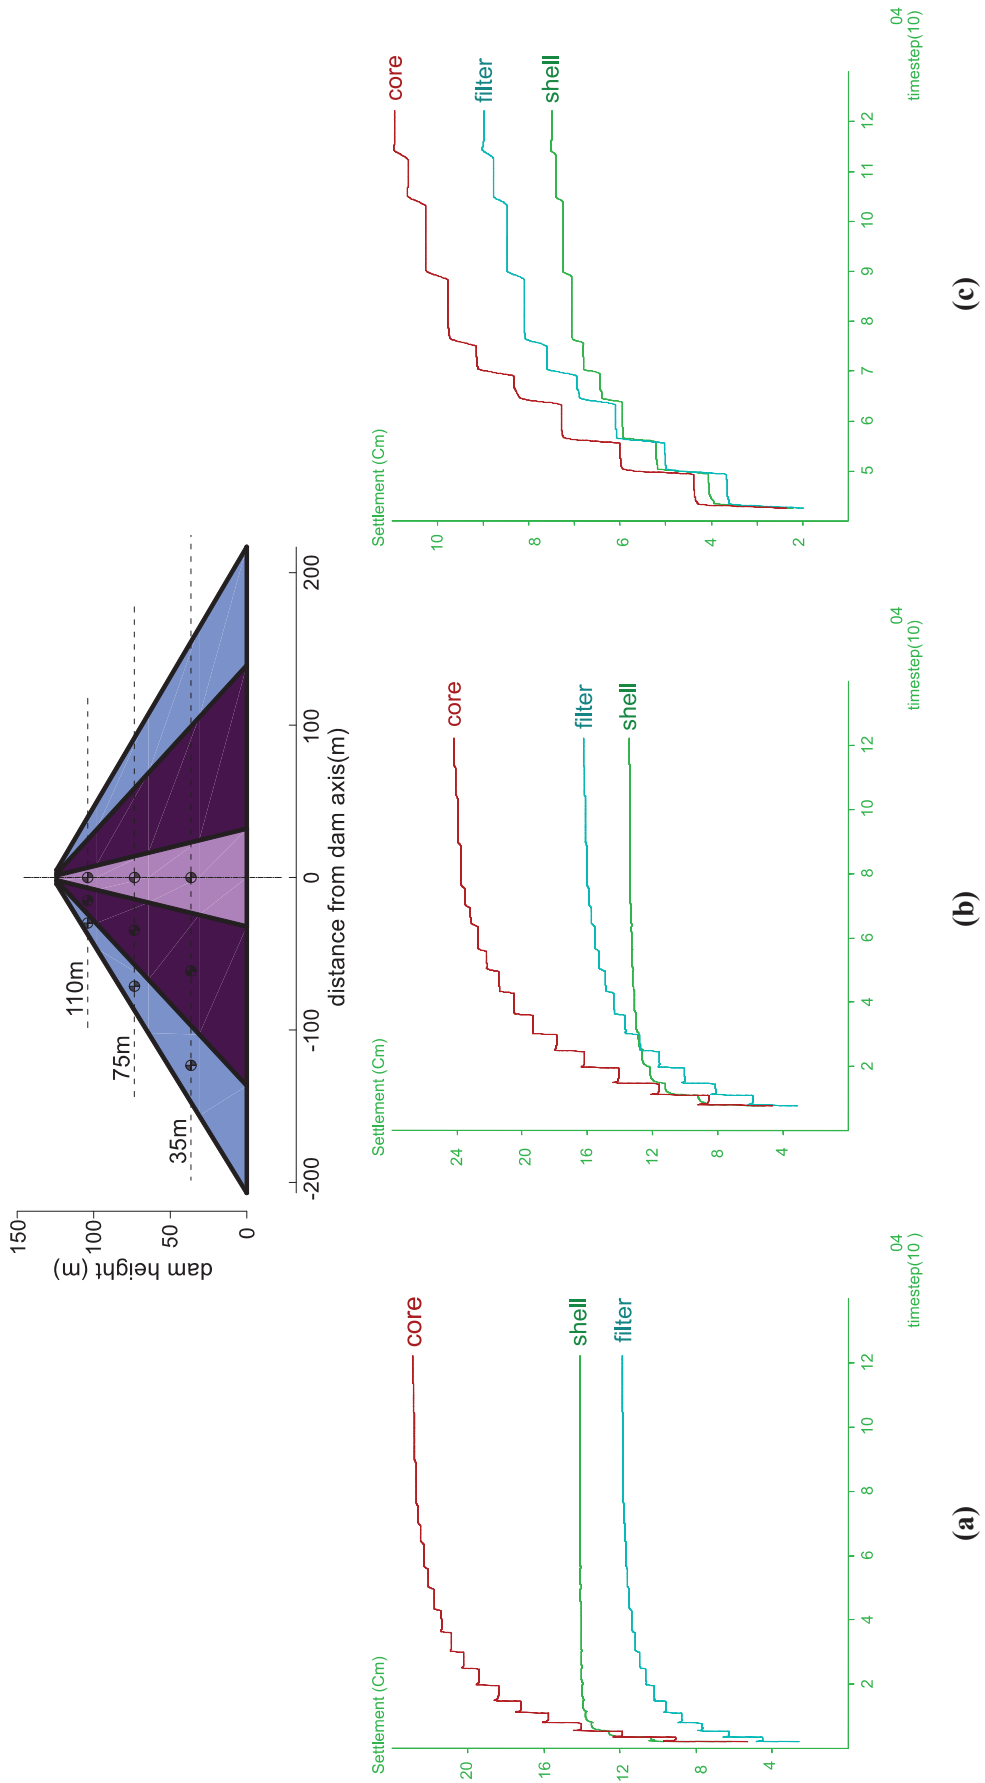 150
100
50
0
dam height (m)
110m
75m
35m
-200
-100
0
100
200
distance from dam axis(m)
Settlement (Cm)
20
16
12
8
4
core
shell
filter
2
4
6
8
10
12
04
timestep(10 )
(a)
Settlement (Cm)
24
20
16
12
8
4
core
filter
shell
2
4
6
8
10
12
04
timestep(10)
(b)
Settlement (Cm)
10
8
6
4
2
core
filter
shell
5
6
7
8
9
10
11
12
04
timestep(10)
(c)